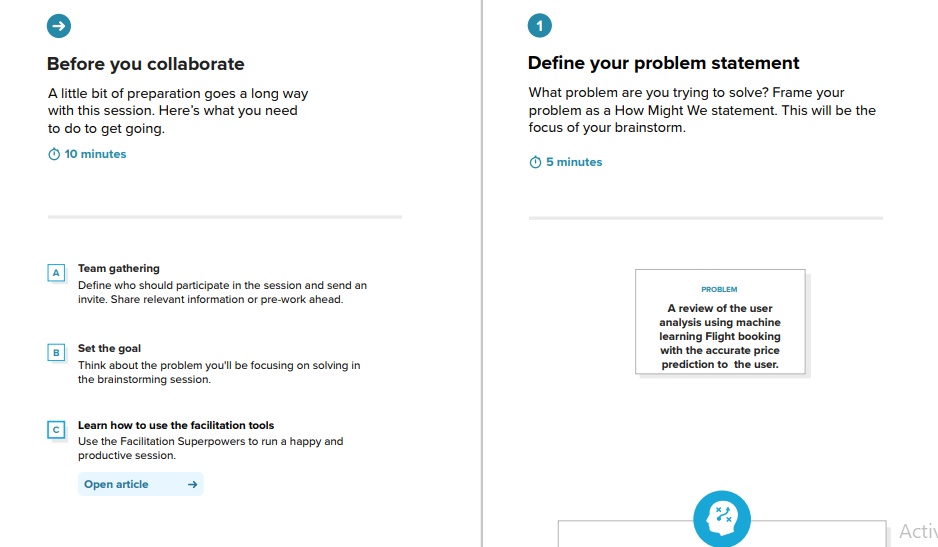 Before you collaborate
A little bit of preparation goes a long way
with this session. Here's what you need
to do to get going.
10 minutes
A
Team gathering
Define who should participate in the session and send an
invite. Share relevant information or pre-work ahead.
B
Set the goal
Think about the problem you'll be focusing on solving in
the brainstorming session.
C
Learn how to use the facilitation tools
Use the Facilitation Superpowers to run a happy and
productive session.
Open article
1
Define your problem statement
What problem are you trying to solve? Frame your
problem as a How Might We statement. This will be the
focus of your brainstorm.
5 minutes
PROBLEM
A review of the user
analysis using machine
learning Flight booking
with the accurate price
prediction to the user.